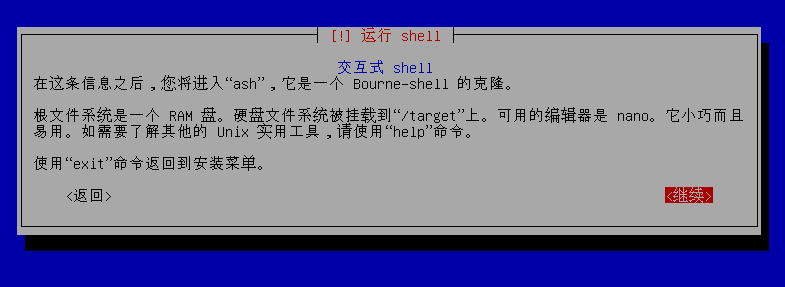 [!] 运行 shell
交互式 shell
在这条信息之后，您将进入“ash”，它是一个 Bourne-shell 的克隆。
根文件系统是一个 RAM 盘。硬盘文件系统被挂载到“/target”上。可用的编辑器是 nano。它小巧而且
易用。如需要了解其他的 Unix 实用工具，请使用“help”命令。
使用“exit”命令返回到安装菜单。
<返回> <继续>